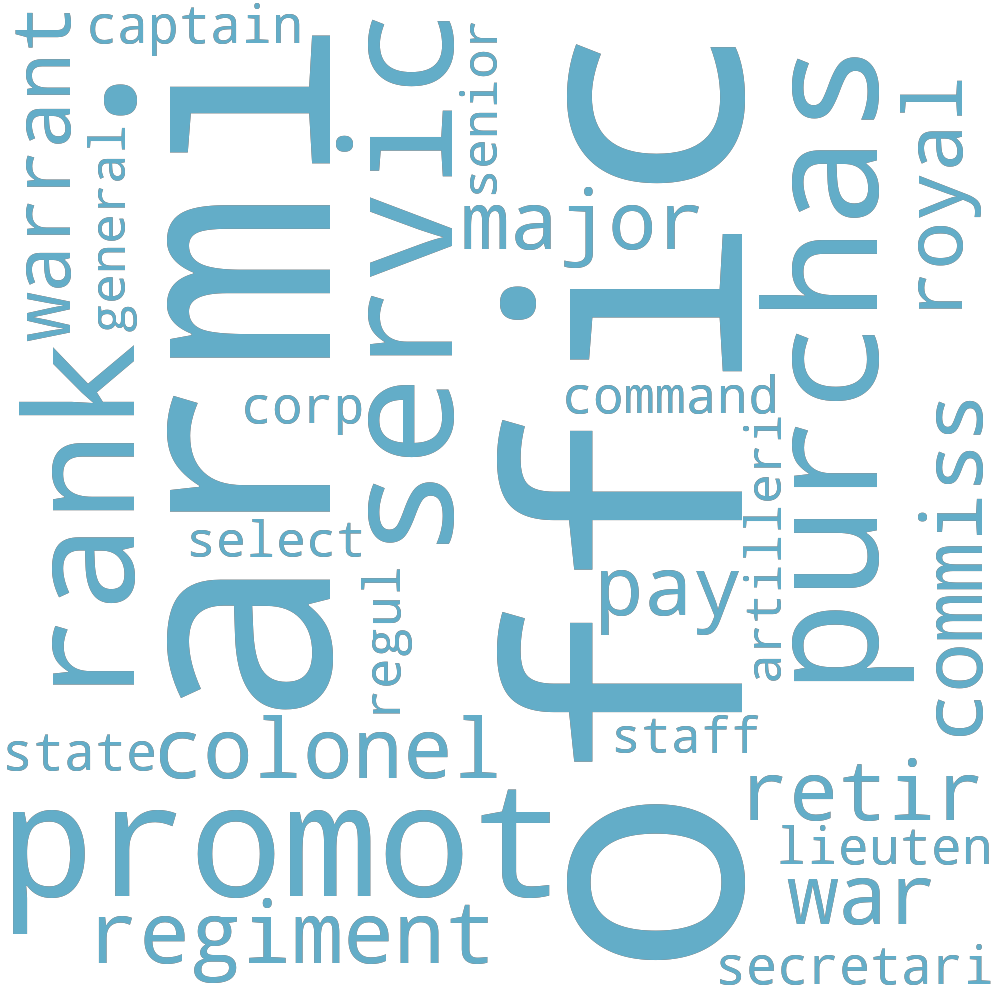 captain
warrant
general
armi
servic
senior
offic
purchas
royal
major
rank
corp
command
commiss
select
artilleri
pay
regul
staff
state
colonel
retir
promot
lieuten
war
regiment
secretari